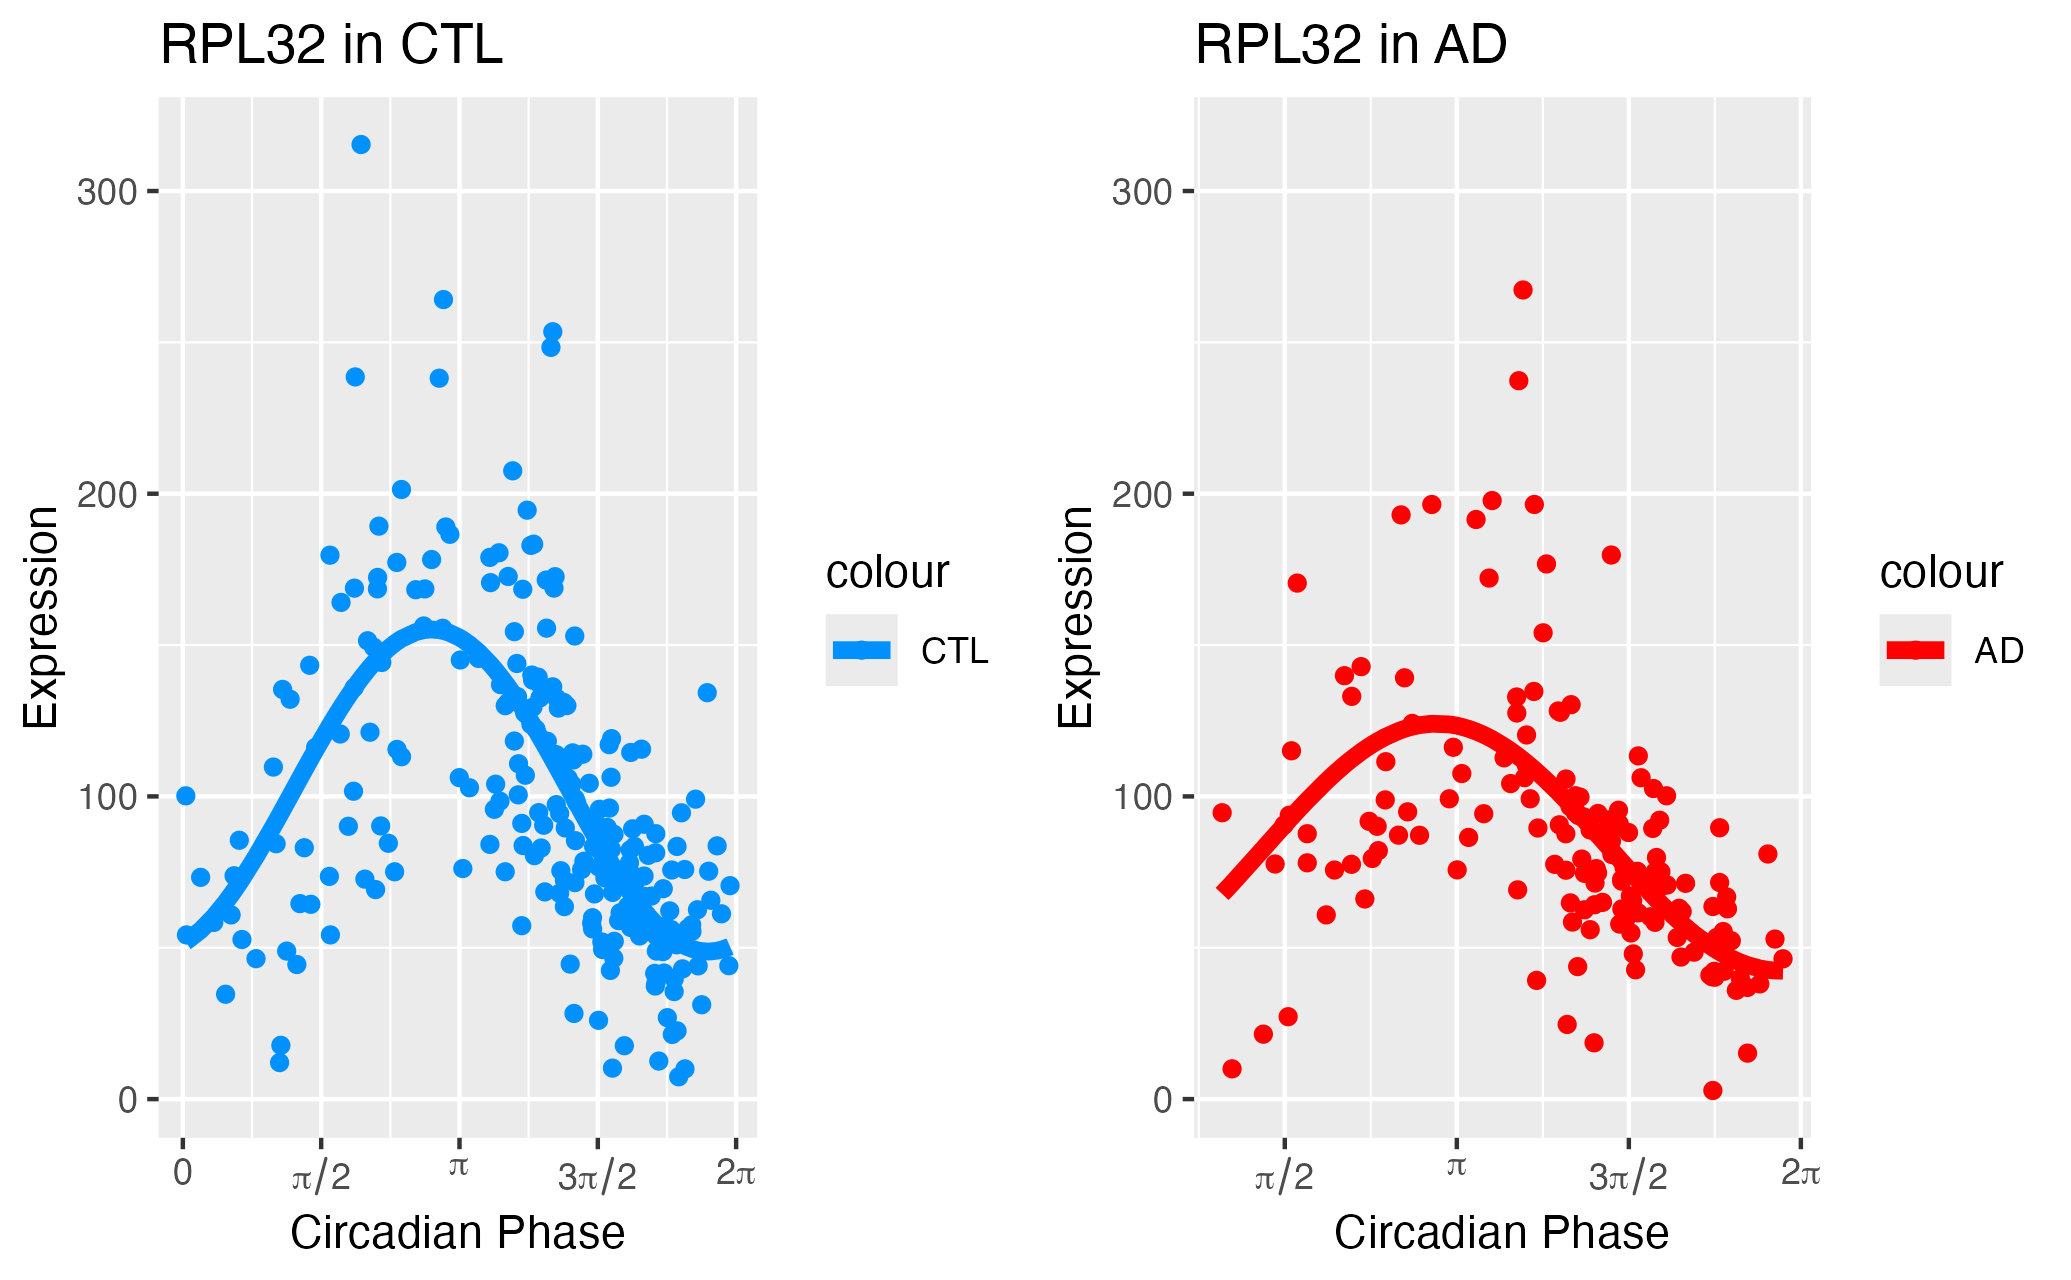 RPL32 in CTL
300
200
100
0
Expression
0 π/2 π 3π/2 2π
Circadian Phase
colour
CTL
RPL32 in AD
300
200
100
0
Expression
π/2 π 3π/2 2π
Circadian Phase
colour
AD